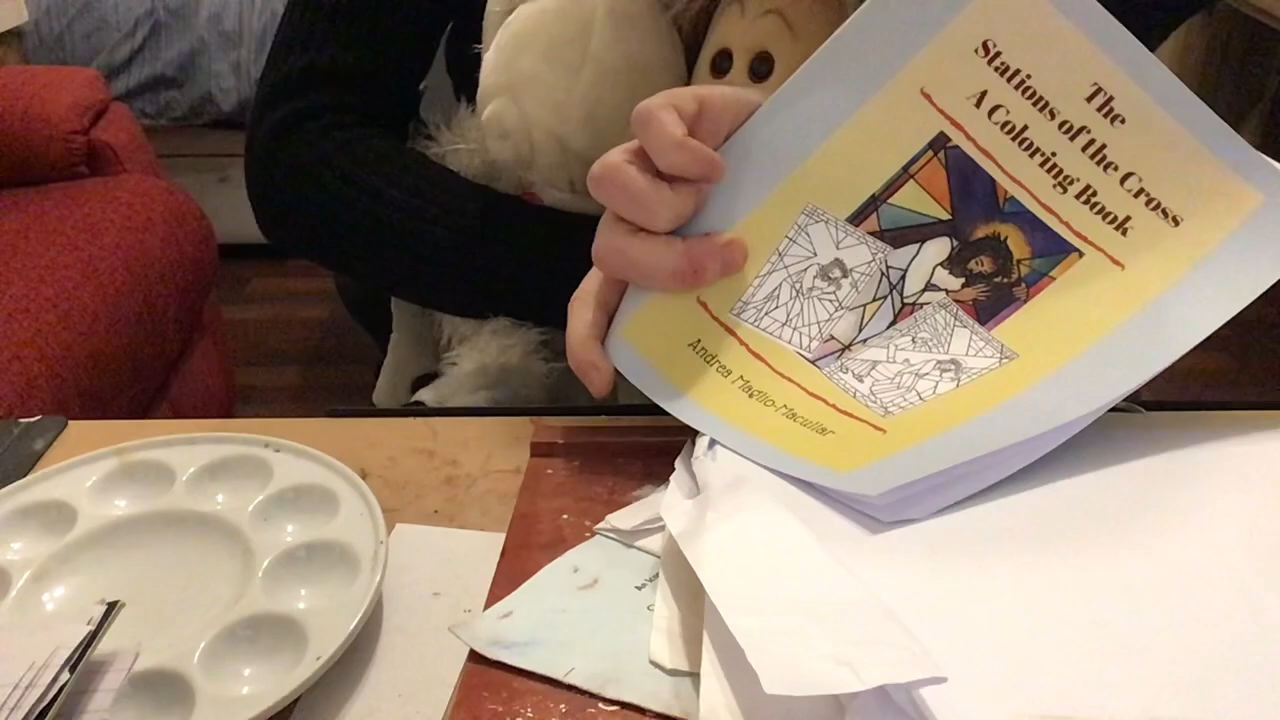 The
Stations of the Cross
A Coloring Book
Andrea Maglio-Macullar